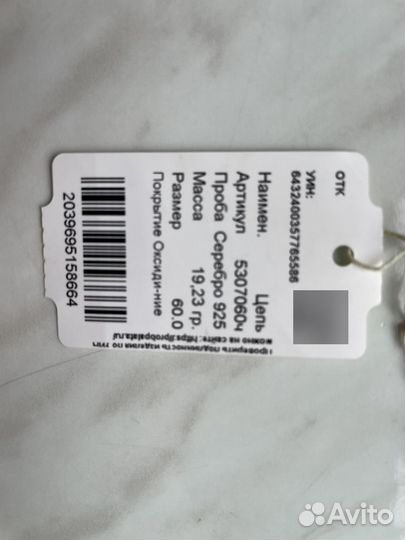 ОТК
УИН:
6432400357765586
Наимен. Цепь
Артикул 5307060ч
Проба Серебро 925
Масса 19,23 гр.
Размер 60,0
Покрытие Оксиди-ние
2039695158664
Проверить подлинность изделия по УИН
можно на сайте: https://probpalata.ru/
Avito